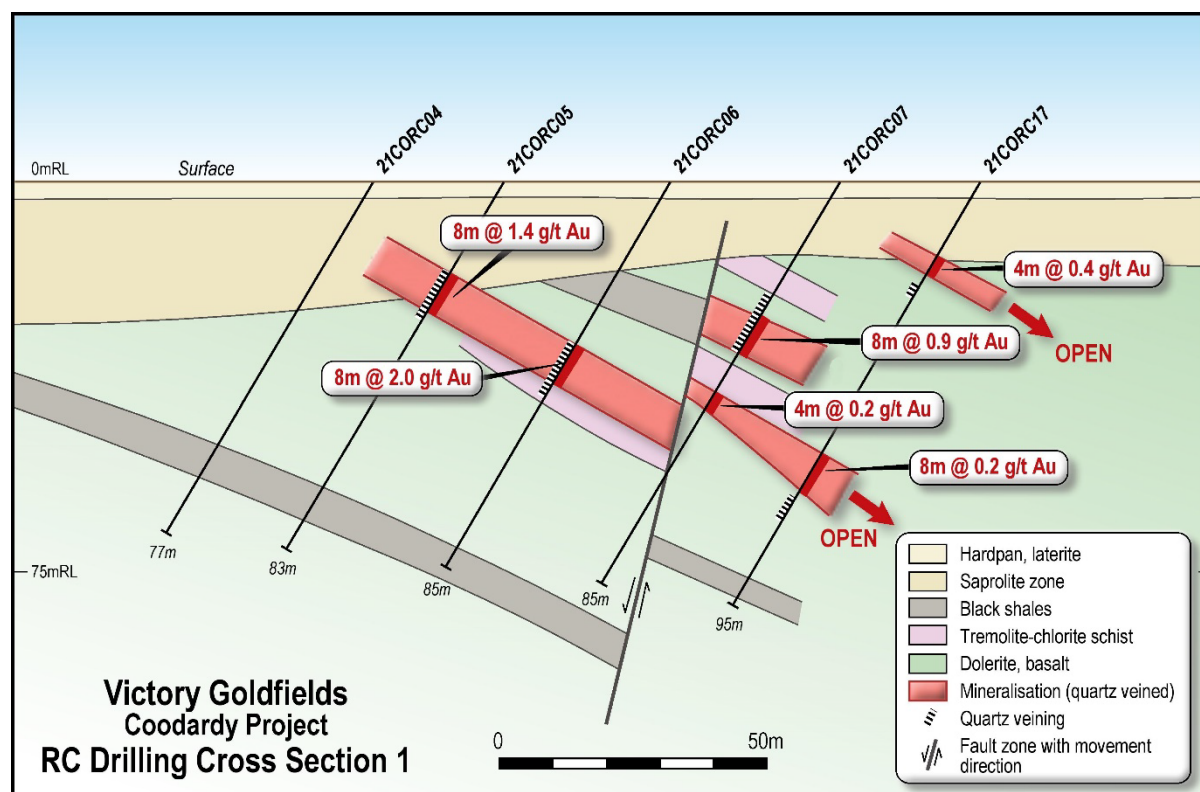 21CORC04
21CORC05
21CORC06
21CORC07
21CORC17
0mRL
Surface
8m @ 1.4 g/t Au
4m @ 0.4 g/t Au
OPEN
8m @ 0.9 g/t Au
8m @ 2.0 g/t Au
4m @ 0.2 g/t Au
8m @ 0.2 g/t Au
OPEN
77m
83m
85m
85m
95m
75mRL
Hardpan, laterite
Saprolite zone
Black shales
Tremolite-chlorite schist
Dolerite, basalt
Mineralisation (quartz veined)
Quartz veining
Fault zone with movement
direction
Victory Goldfields
Coodardy Project
RC Drilling Cross Section 1
0
50m